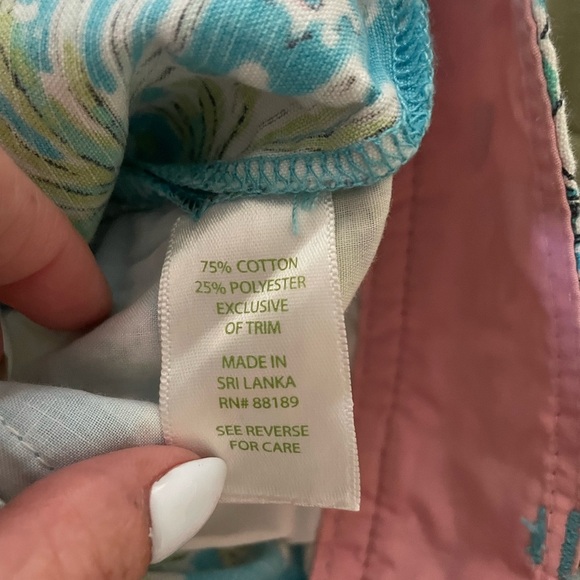 75% COTTON
25% POLYESTER
EXCLUSIVE
OF TRIM
MADE IN
SRI LANKA
RN# 88189
SEE REVERSE
FOR CARE